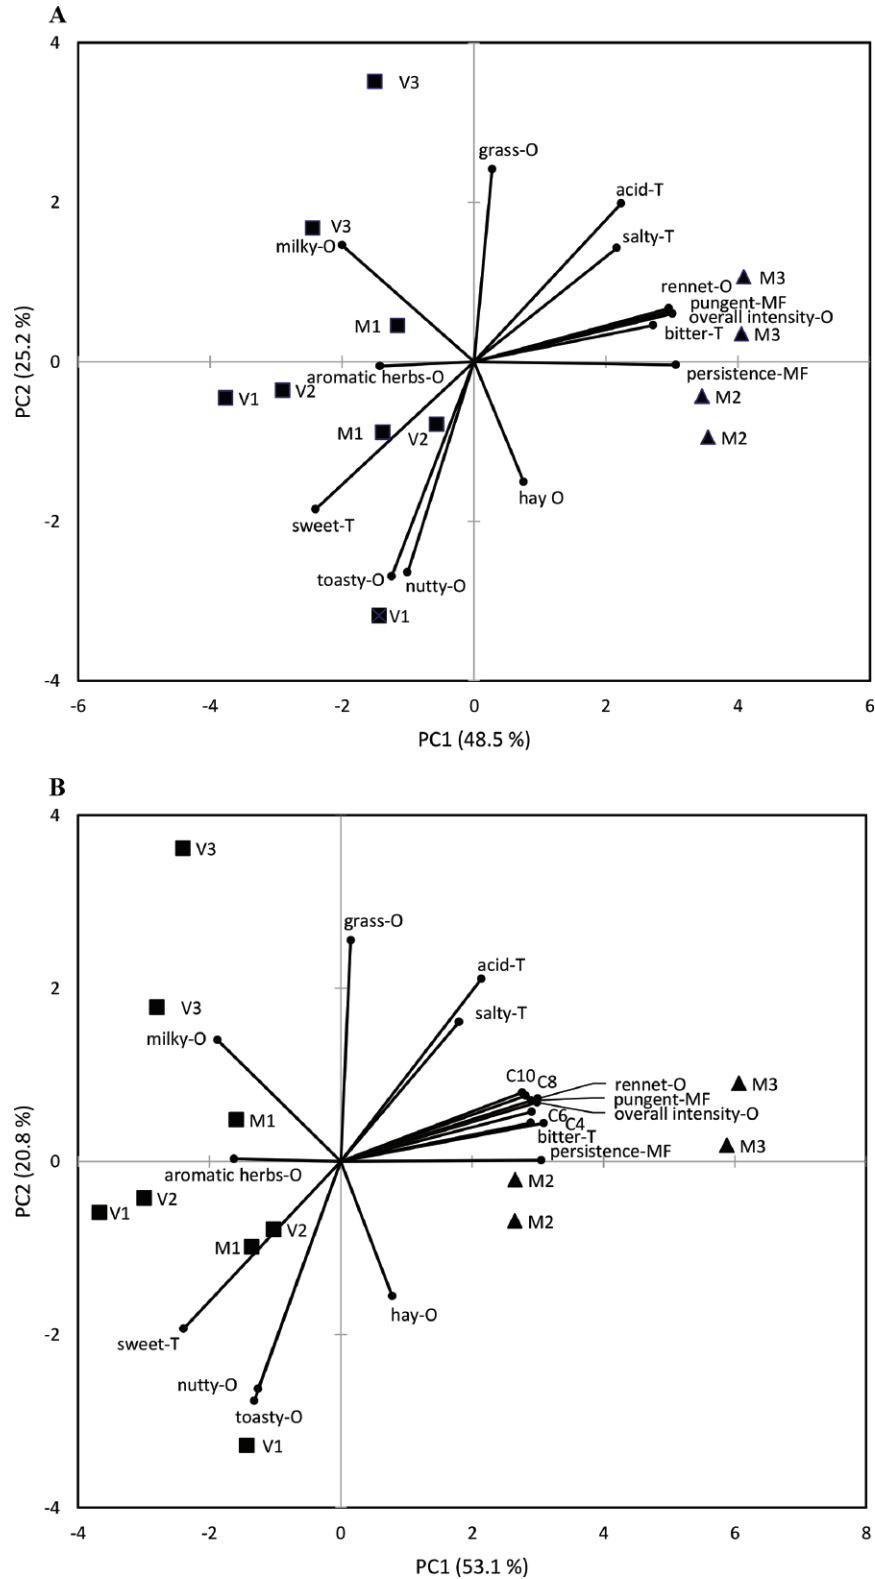 A
4
V3
grass-O
acid-T
2
V3
salty-T
milky-O
rennet-O
M3
pungent-MF
M1
overall intensity-O
bitter-T
M3
0
aromatic herbs-O
persistence-MF
V1
V2
M2
M1
V2
M2
-2
hay O
sweet-T
toasty-O
nutty-O
V1
-4
-6
-4
-2
0
2
4
6
PC1 (48.5 %)
PC2 (25.2 %)
B
4
V3
grass-O
acid-T
2
V3
salty-T
milky-O
C10
C8
rennet-O
M3
pungent-MF
M1
C6
C4
overall intensity-O
bitter-T
M3
persistence-MF
0
aromatic herbs-O
M2
V1
V2
M2
M1
V2
hay-O
-2
sweet-T
nutty-O
toasty-O
V1
-4
-4
-2
0
2
4
6
8
PC1 (53.1 %)
PC2 (20.8 %)